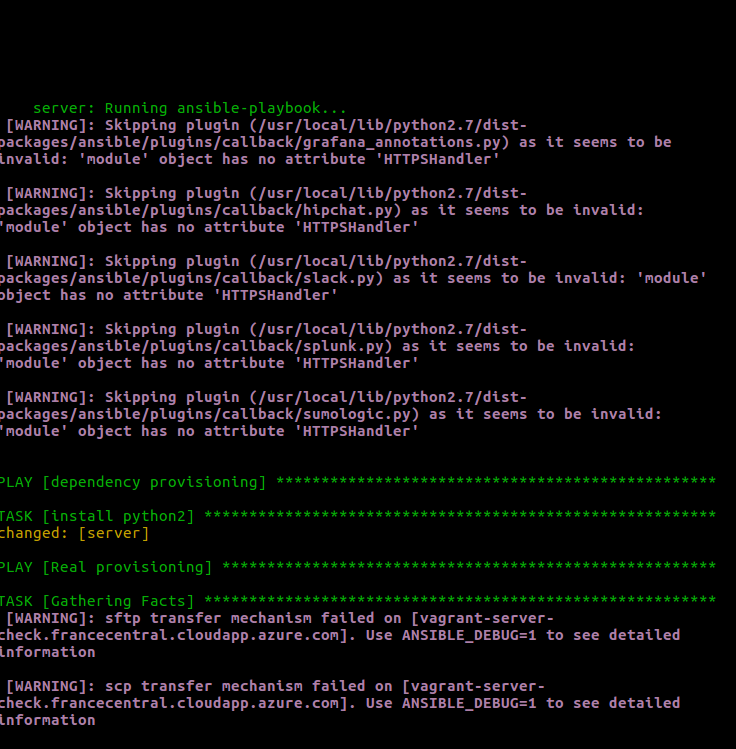 server: Running ansible-playbook...
[WARNING]: Skipping plugin (/usr/local/lib/python2.7/dist-
packages/ansible/plugins/callback/grafana_annotations.py) as it seems to be
invalid: 'module' object has no attribute 'HTTPSHandler'
[WARNING]: Skipping plugin (/usr/local/lib/python2.7/dist-
packages/ansible/plugins/callback/hipchat.py) as it seems to be invalid:
'module' object has no attribute 'HTTPSHandler'
[WARNING]: Skipping plugin (/usr/local/lib/python2.7/dist-
packages/ansible/plugins/callback/slack.py) as it seems to be invalid: 'module'
object has no attribute 'HTTPSHandler'
[WARNING]: Skipping plugin (/usr/local/lib/python2.7/dist-
packages/ansible/plugins/callback/splunk.py) as it seems to be invalid:
'module' object has no attribute 'HTTPSHandler'
[WARNING]: Skipping plugin (/usr/local/lib/python2.7/dist-
packages/ansible/plugins/callback/sumologic.py) as it seems to be invalid:
'module' object has no attribute 'HTTPSHandler'
PLAY [dependency provisioning] *************************************************
TASK [install python2] *********************************************************
changed: [server]
PLAY [Real provisioning] *******************************************************
TASK [Gathering Facts] *********************************************************
[WARNING]: sftp transfer mechanism failed on [vagrant-server-
check.francecentral.cloudapp.azure.com]. Use ANSIBLE_DEBUG=1 to see detailed
information
[WARNING]: scp transfer mechanism failed on [vagrant-server-
check.francecentral.cloudapp.azure.com]. Use ANSIBLE_DEBUG=1 to see detailed
information